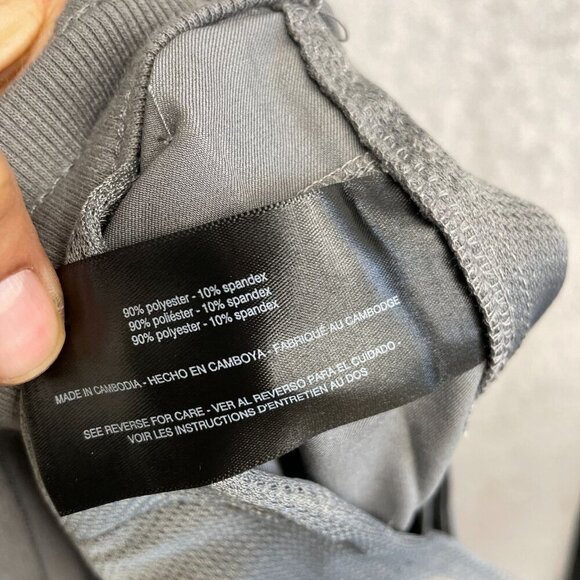 90% polyester - 10% spandex
90% poliéster - 10% spandex
90% polyester - 10% spandex
MADE IN CAMBODIA - HECHO EN CAMBOYA - FABRIQUÉ AU CAMBODGE
SEE REVERSE FOR CARE - VER AL REVERSO PARA EL CUIDADO -
VOIR LES INSTRUCTIONS D'ENTRETIEN AU DOS